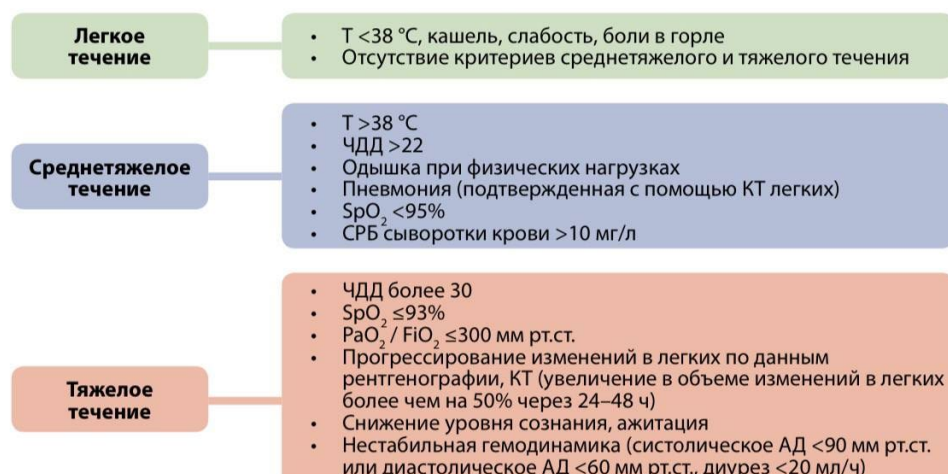 Легкое
течение
• T <38 °C, кашель, слабость, боли в горле
• Отсутствие критериев среднетяжелого и тяжелого течения
Среднетяжелое
течение
• T >38 °C
• ЧДД >22
• Одышка при физических нагрузках
• Пневмония (подтвержденная с помощью КТ легких)
• SpO₂ <95%
• СРБ сыворотки крови >10 мг/л
Тяжелое
течение
• ЧДД более 30
• SpO₂ ≤93%
• PaO₂ / FiO₂ ≤300 мм рт.ст.
• Прогрессирование изменений в легких по данным
рентгенографии, КТ (увеличение в объеме изменений в легких
более чем на 50% через 24–48 ч)
• Снижение уровня сознания, ажитация
• Нестабильная гемодинамика (систолическое АД <90 мм рт.ст.
или диастолическое АД <60 мм рт.ст., диурез <20 мл/ч)